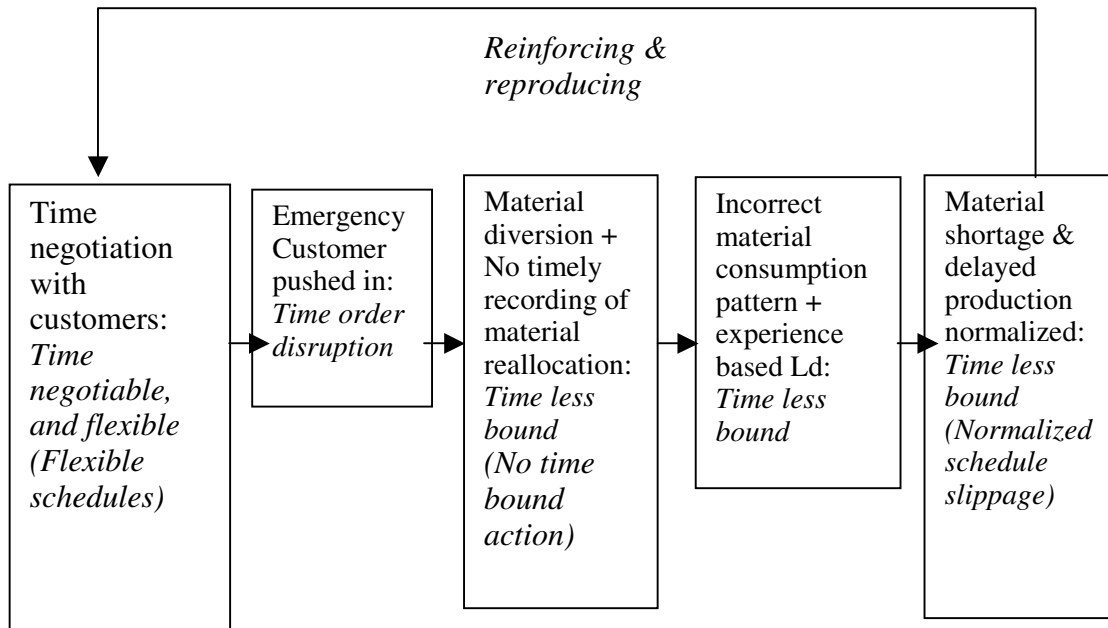 Reinforcing &
reproducing
Time
negotiation
with
customers:
Time
negotiable,
and flexible
(Flexible
schedules)
Emergency
Customer
pushed in:
Time order
disruption
Material
diversion +
No timely
recording of
material
reallocation:
Time less
bound
(No time
bound
action)
Incorrect
material
consumption
pattern +
experience
based Ld:
Time less
bound
Material
shortage &
delayed
production
normalized:
Time less
bound
(Normalized
schedule
slippage)